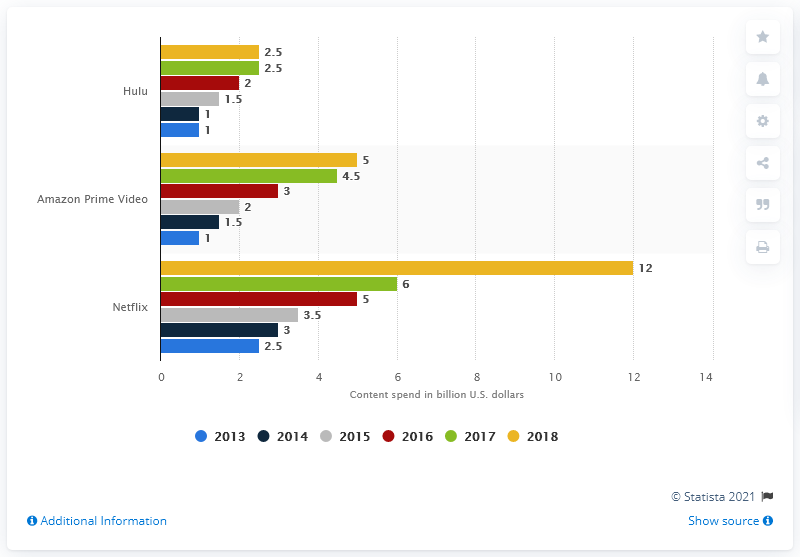 Hulu
2.5
2.5
2
1.5
1
1
Amazon Prime Video
5
4.5
3
2
1.5
1
Netflix
12
6
5
3.5
3
2.5
0 2 4 6 8 10 12 14
Content spend in billion U.S. dollars
2013 2014 2015 2016 2017 2018
© Statista 2021
Additional Information
Show source